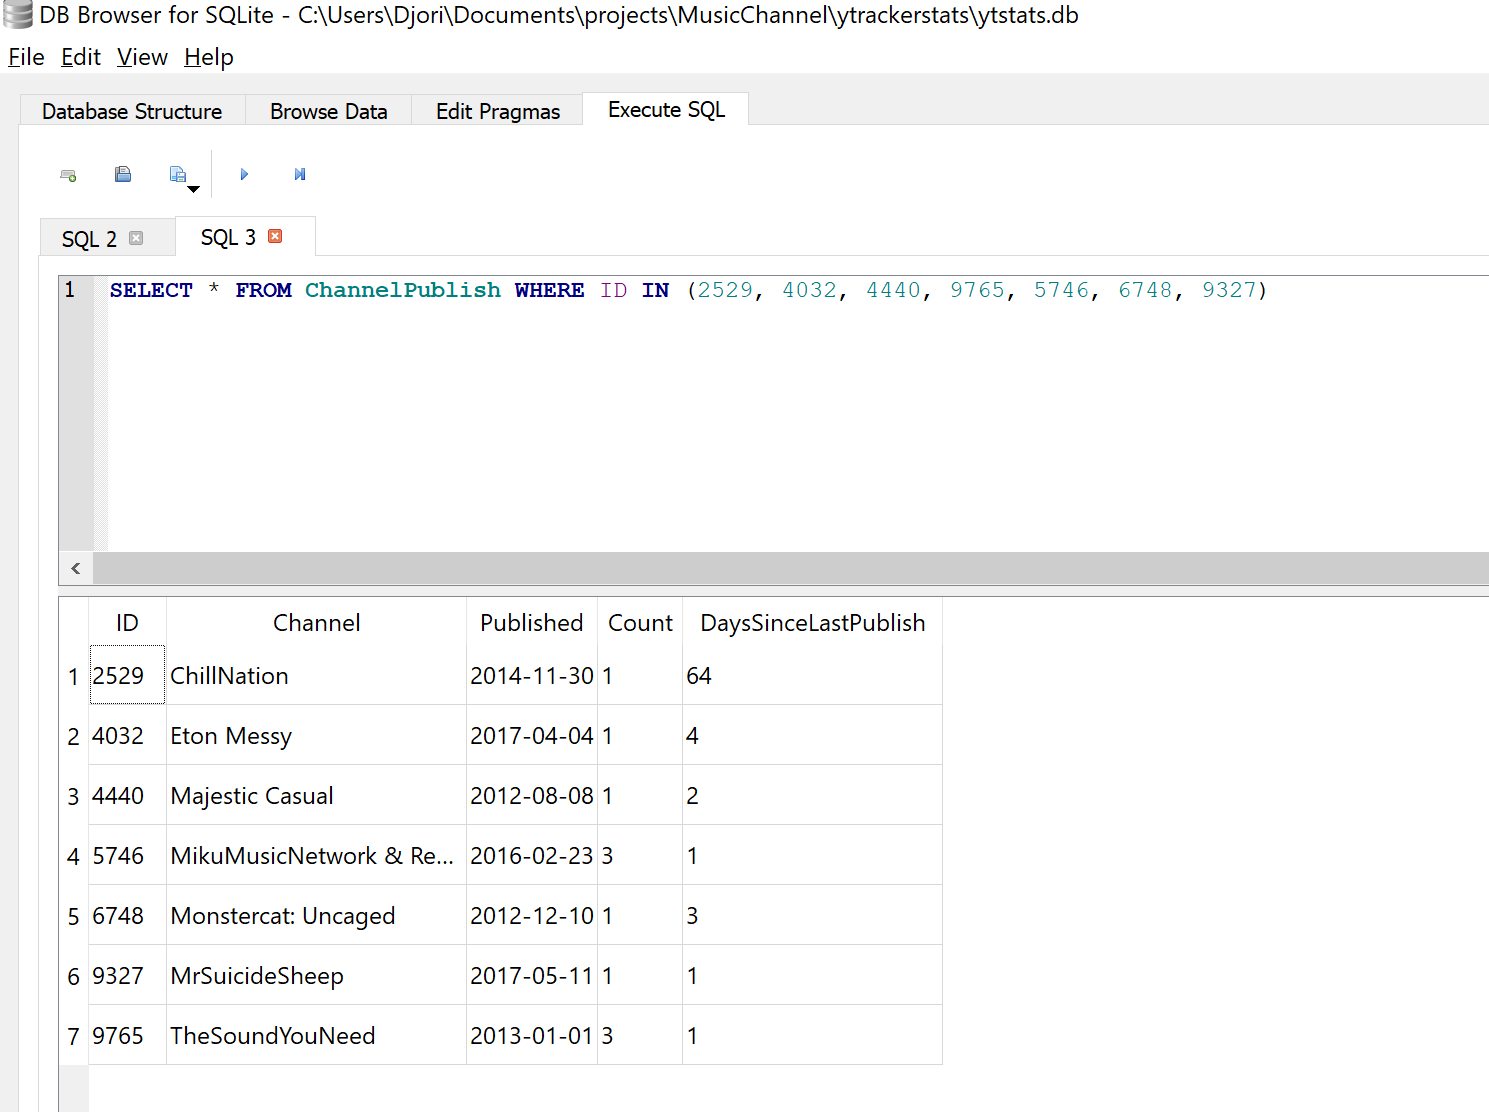 DB Browser for SQLite - C:\Users\Djori\Documents\projects\MusicChannel\ytrackerstats\ytstats.db
File Edit View Help
Database Structure Browse Data Edit Pragmas Execute SQL
SQL 2 SQL 3
1 SELECT * FROM ChannelPublish WHERE ID IN (2529, 4032, 4440, 9765, 5746, 6748, 9327)
ID Channel Published Count DaysSinceLastPublish
1 2529 ChillNation 2014-11-30 1 64
2 4032 Eton Messy 2017-04-04 1 4
3 4440 Majestic Casual 2012-08-08 1 2
4 5746 MikuMusicNetwork & Re... 2016-02-23 3 1
5 6748 Monstercat: Uncaged 2012-12-10 1 3
6 9327 MrSuicideSheep 2017-05-11 1 1
7 9765 TheSoundYouNeed 2013-01-01 3 1